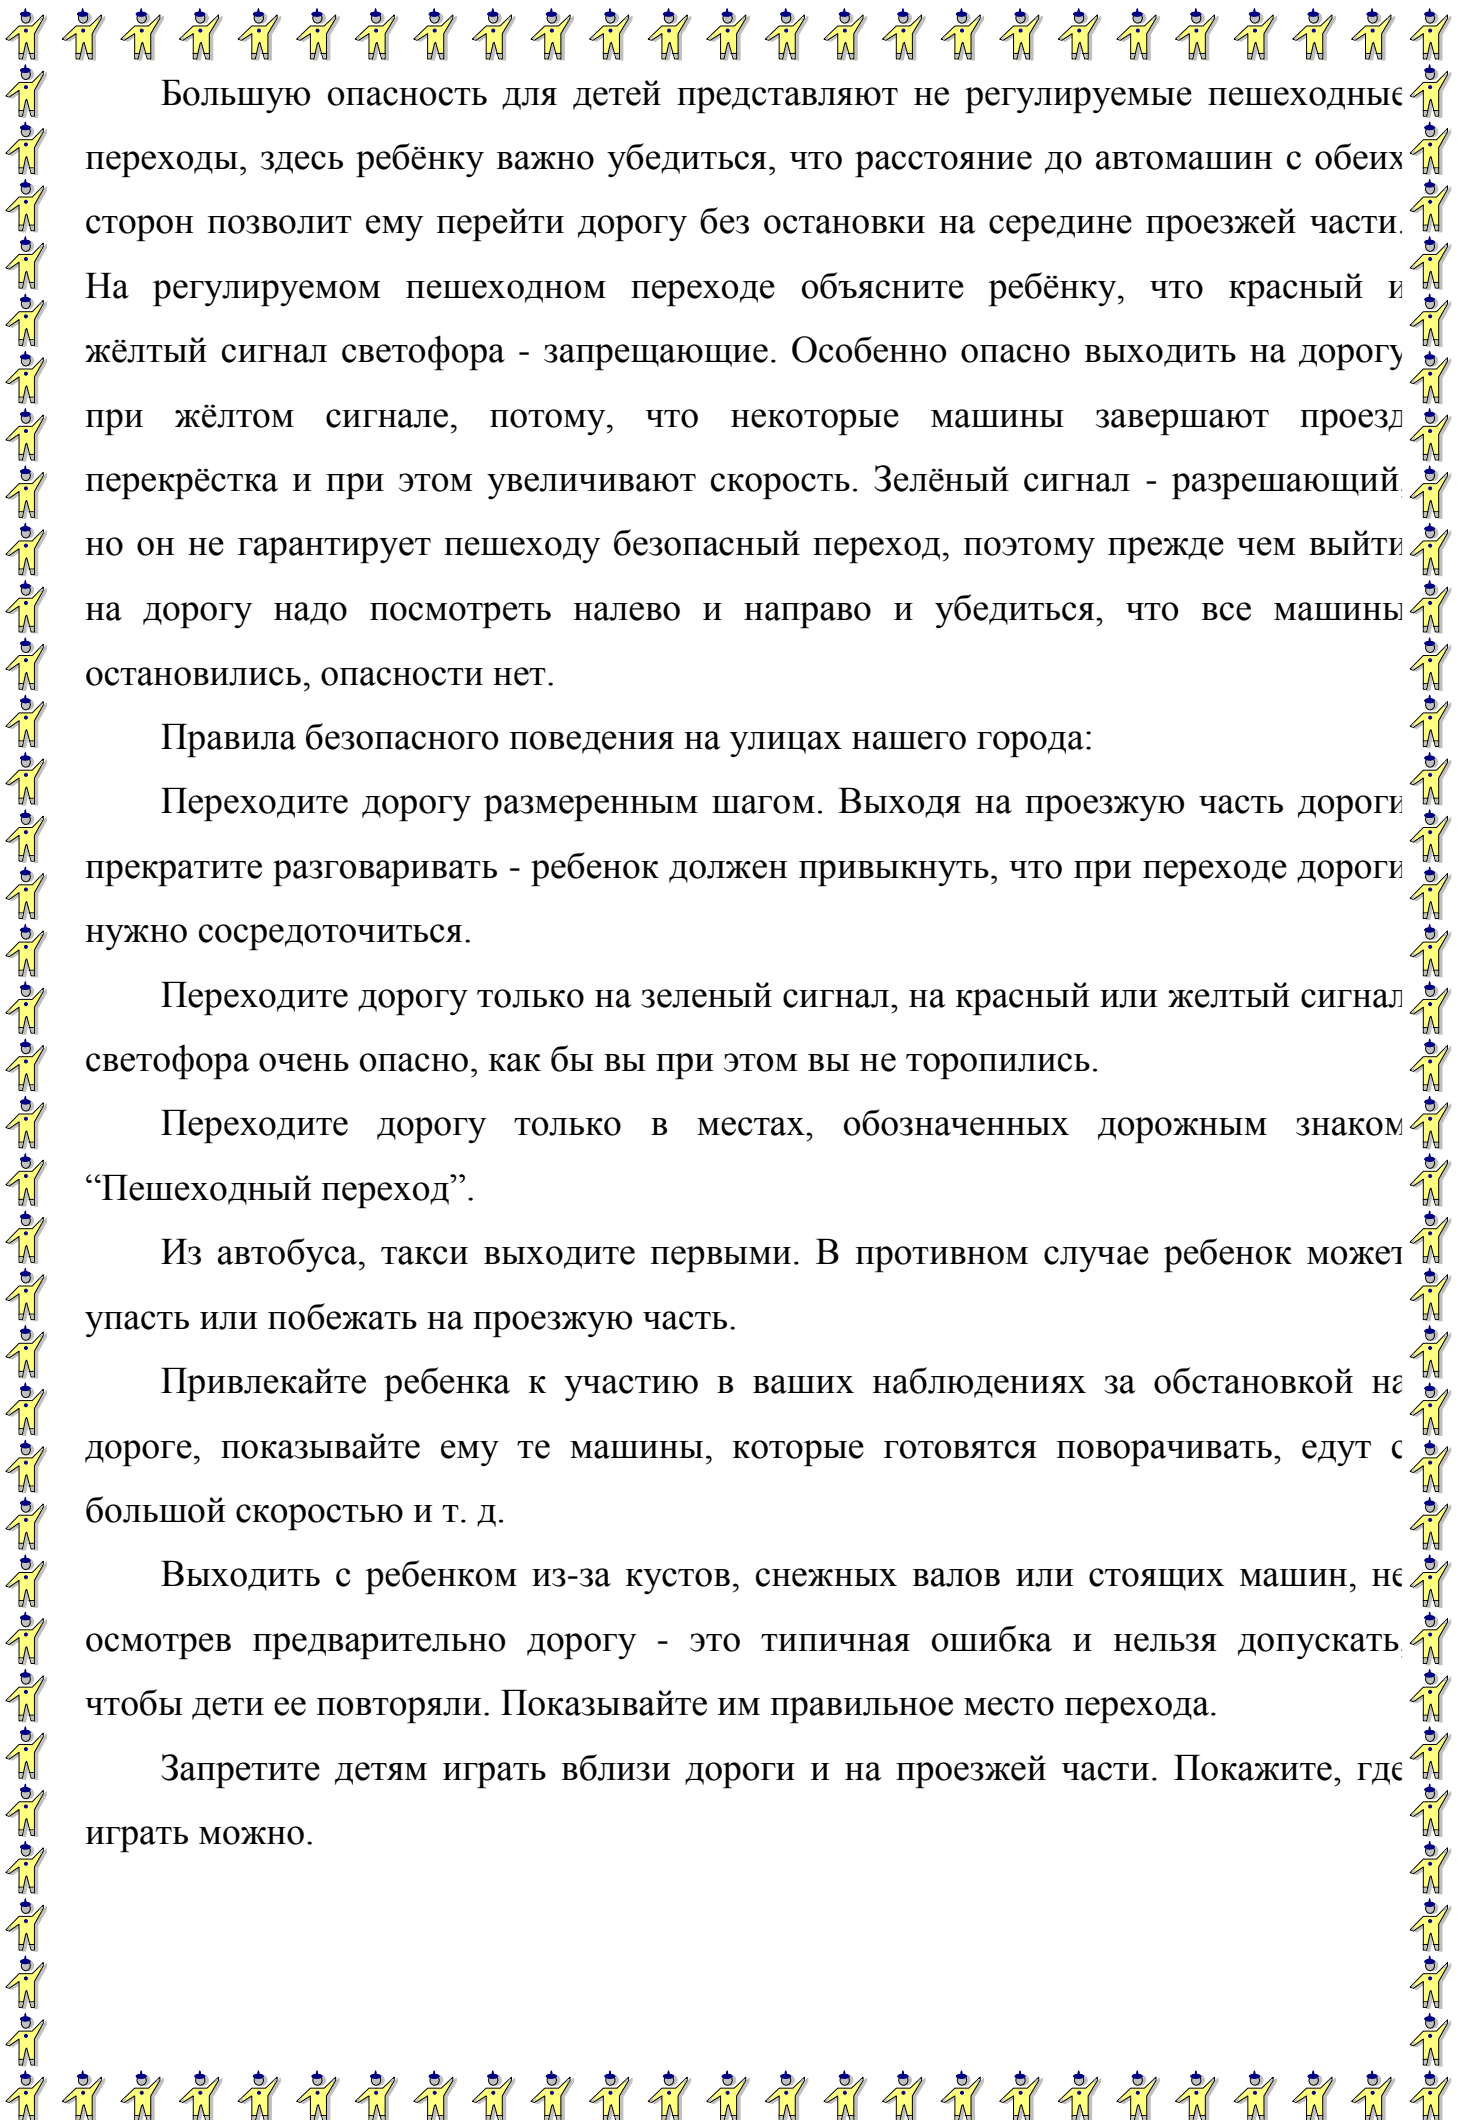 Большую опасность для детей представляют не регулируемые пешеходные
переходы, здесь ребёнку важно убедиться, что расстояние до автомашин с обеих
сторон позволит ему перейти дорогу без остановки на середине проезжей части.
На регулируемом пешеходном переходе объясните ребёнку, что красный и
жёлтый сигнал светофора - запрещающие. Особенно опасно выходить на дорогу
при жёлтом сигнале, потому, что некоторые машины завершают проезд
перекрёстка и при этом увеличивают скорость. Зелёный сигнал - разрешающий,
но он не гарантирует пешеходу безопасный переход, поэтому прежде чем выйти
на дорогу надо посмотреть налево и направо и убедиться, что все машины
остановились, опасности нет.
Правила безопасного поведения на улицах нашего города:
Переходите дорогу размеренным шагом. Выходя на проезжую часть дороги
прекратите разговаривать - ребенок должен привыкнуть, что при переходе дороги
нужно сосредоточиться.
Переходите дорогу только на зеленый сигнал, на красный или желтый сигнал
светофора очень опасно, как бы вы при этом вы не торопились.
Переходите дорогу только в местах, обозначенных дорожным знаком
“Пешеходный переход”.
Из автобуса, такси выходите первыми. В противном случае ребенок может
упасть или побежать на проезжую часть.
Привлекайте ребенка к участию в ваших наблюдениях за обстановкой на
дороге, показывайте ему те машины, которые готовятся поворачивать, едут с
большой скоростью и т. д.
Выходить с ребенком из-за кустов, снежных валов или стоящих машин, не
осмотрев предварительно дорогу - это типичная ошибка и нельзя допускать,
чтобы дети ее повторяли. Показывайте им правильное место перехода.
Запретите детям играть вблизи дороги и на проезжей части. Покажите, где
играть можно.